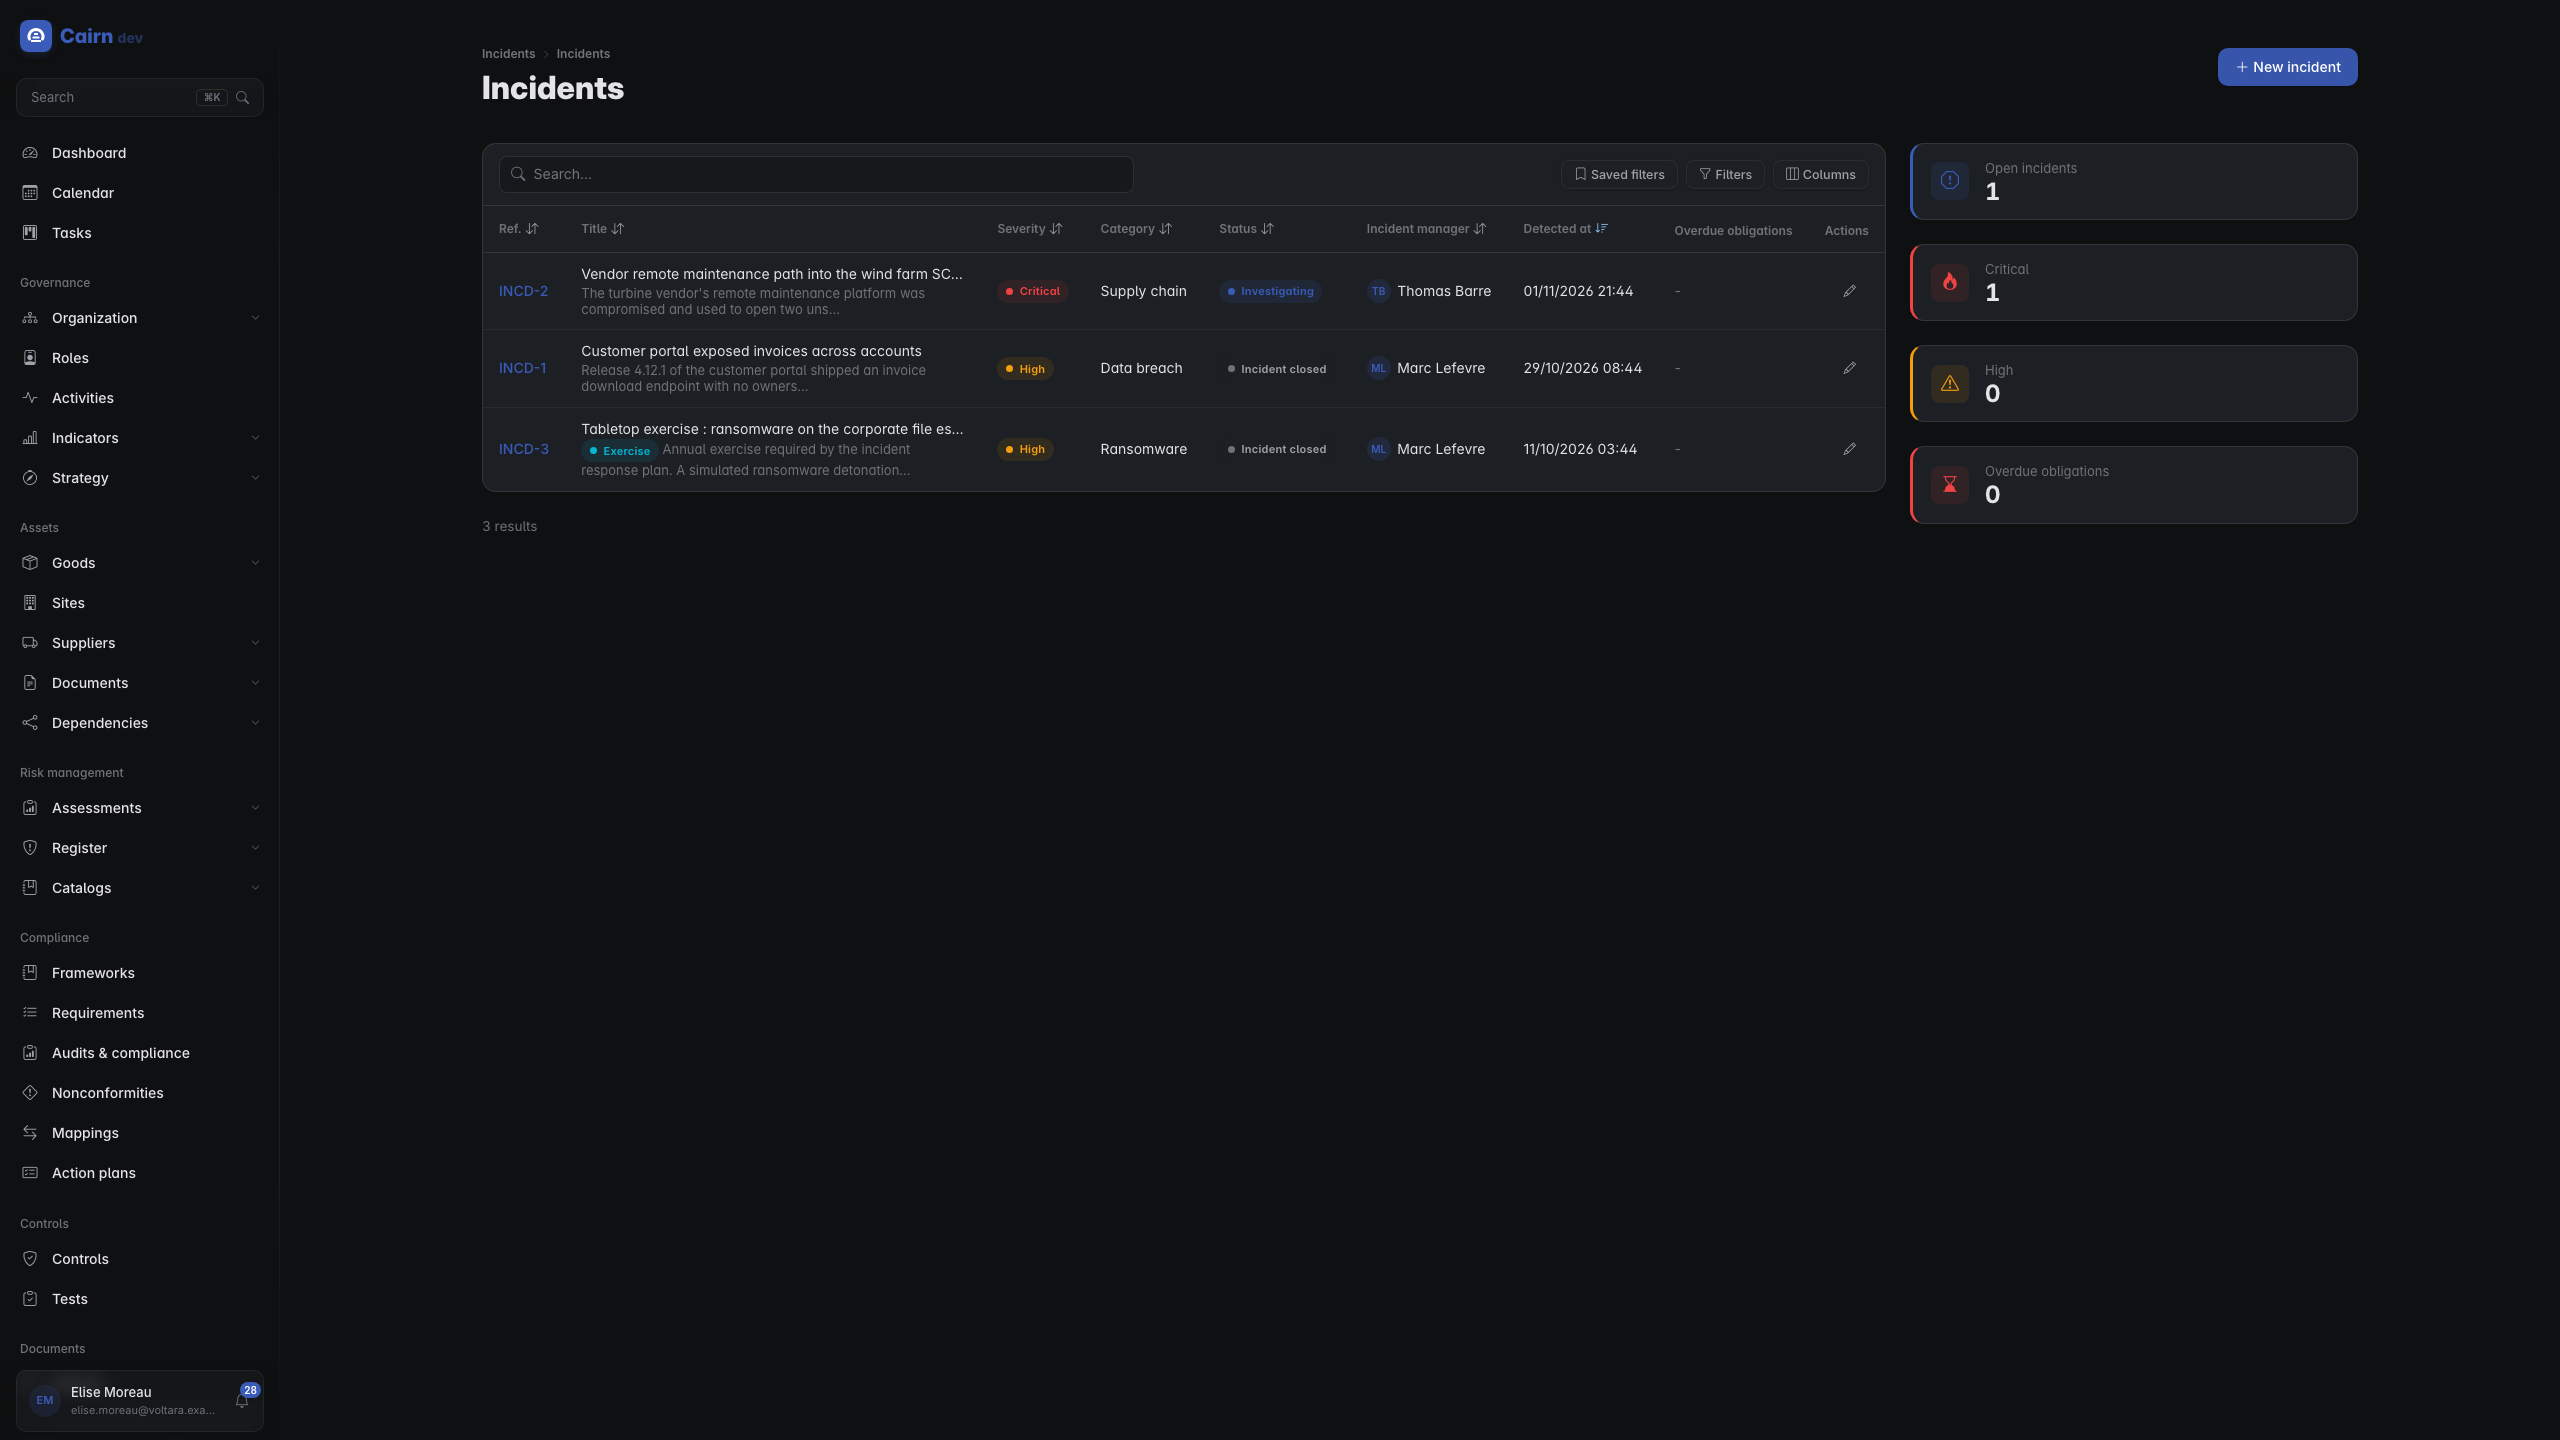 Cairn dev
Search ⌘K
Dashboard
Calendar
Tasks
Governance
Organization
Roles
Activities
Indicators
Strategy
Assets
Goods
Sites
Suppliers
Documents
Dependencies
Risk management
Assessments
Register
Catalogs
Compliance
Frameworks
Requirements
Audits & compliance
Nonconformities
Mappings
Action plans
Controls
Controls
Tests
Documents
EM
Elise Moreau
elise.moreau@voltara.exa...
28
Incidents > Incidents
Incidents
+ New incident
Search...
Saved filters
Filters
Columns
Ref. Title Severity Category Status Incident manager Detected at Overdue obligations Actions
INCD-2
Vendor remote maintenance path into the wind farm SC...
The turbine vendor's remote maintenance platform was
compromised and used to open two uns...
Critical Supply chain Investigating TB Thomas Barre 01/11/2026 21:44 -
INCD-1
Customer portal exposed invoices across accounts
Release 4.12.1 of the customer portal shipped an invoice
download endpoint with no owners...
High Data breach Incident closed ML Marc Lefevre 29/10/2026 08:44 -
INCD-3
Tabletop exercise : ransomware on the corporate file es...
Exercise Annual exercise required by the incident
response plan. A simulated ransomware detonation...
High Ransomware Incident closed ML Marc Lefevre 11/10/2026 03:44 -
3 results
Open incidents
1
Critical
1
High
0
Overdue obligations
0